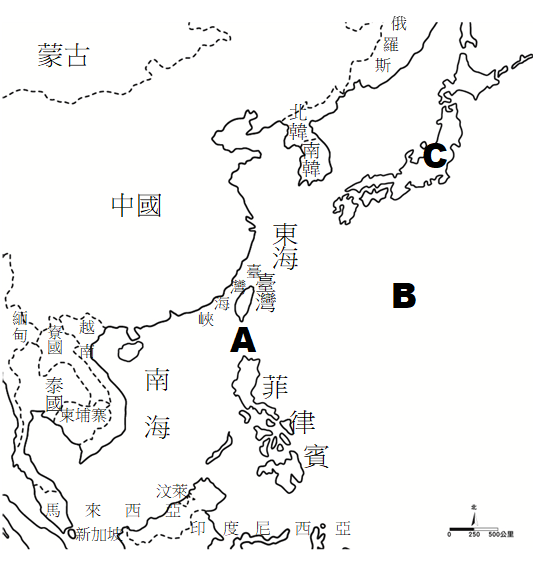 俄羅斯
蒙古
北韓
南韓
C
中國
東海
臺灣
臺灣海峽
B
A
緬甸
寮國
越南
泰國
柬埔寨
南海
菲律賓
汶萊
馬來西亞
新加坡
印度尼西亞
北
0 250 500公里